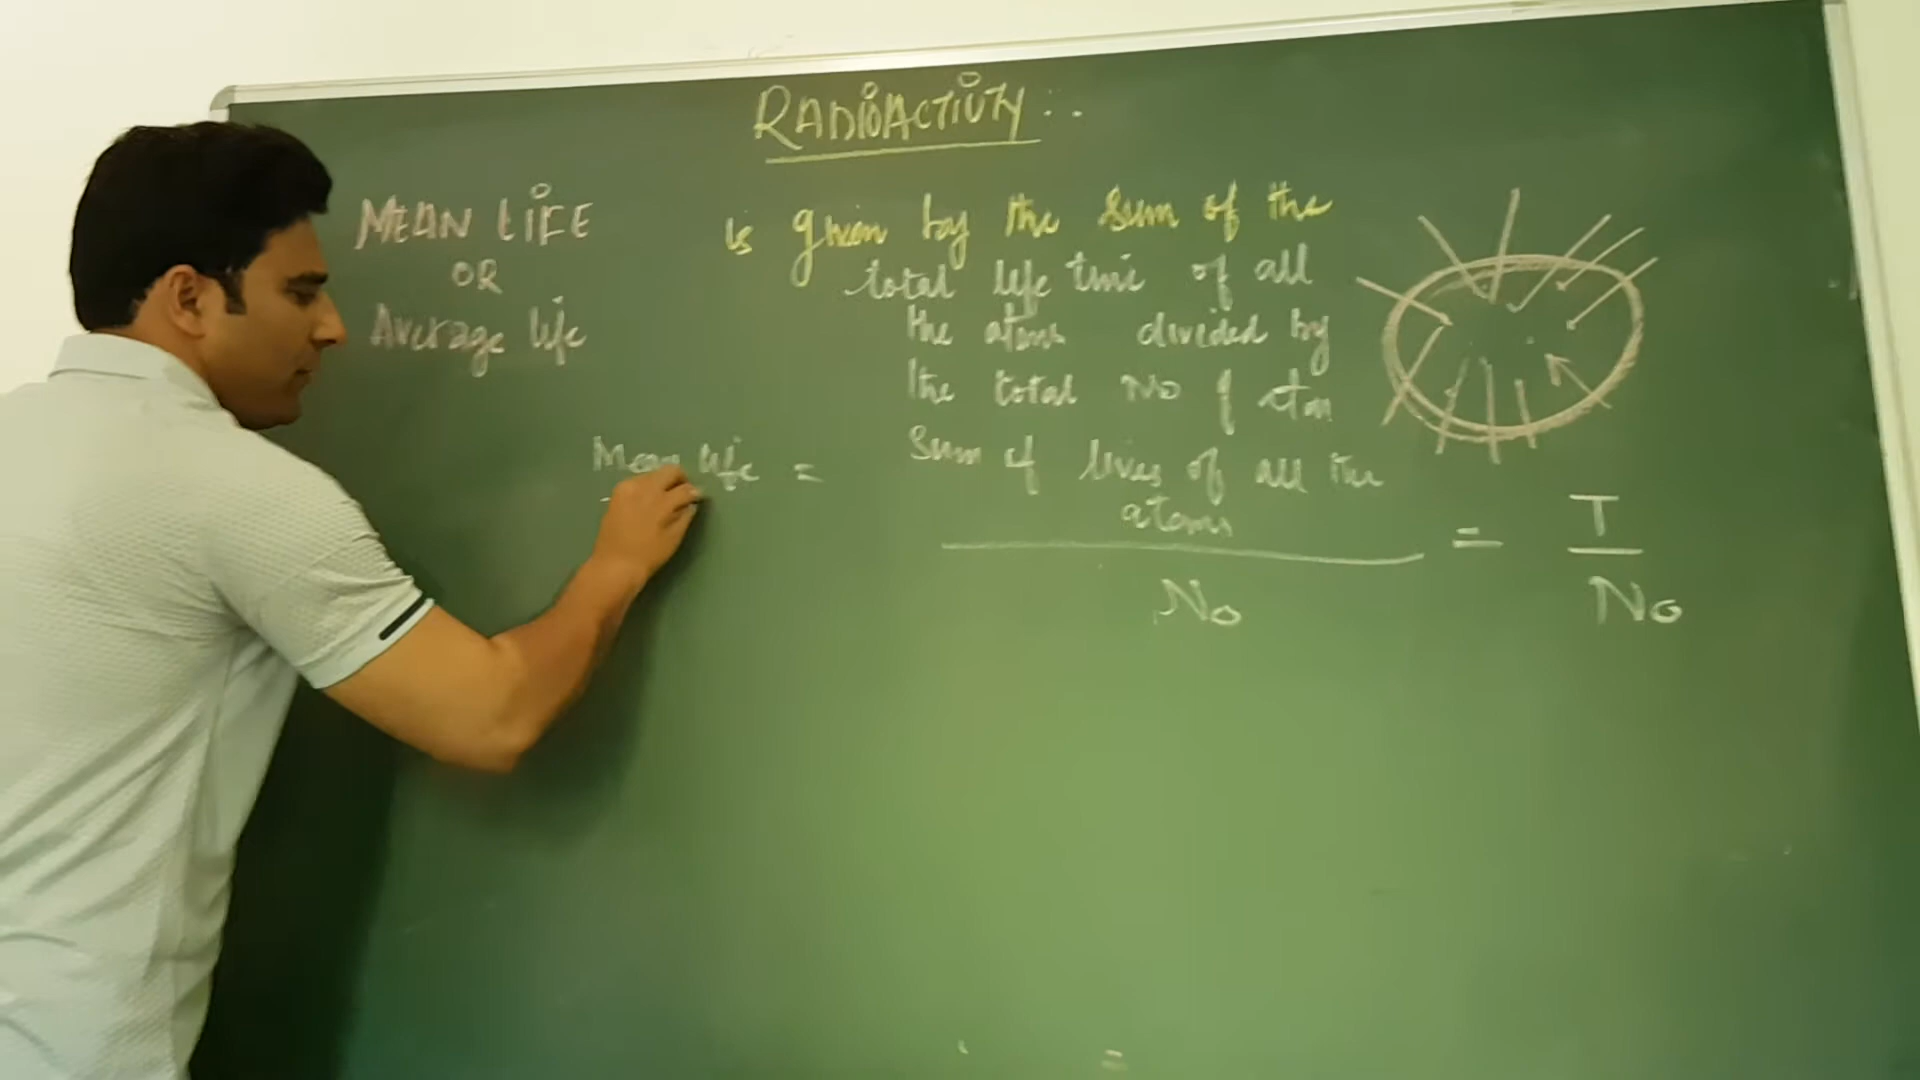 RADIOACTIVITY :.
MEAN LIFE
OR
Average life
is given by the sum of the
total life time of all
the atoms divided by
the total No of atom
Mean life =
Sum of lives of all the
atoms
No
= T
No
=